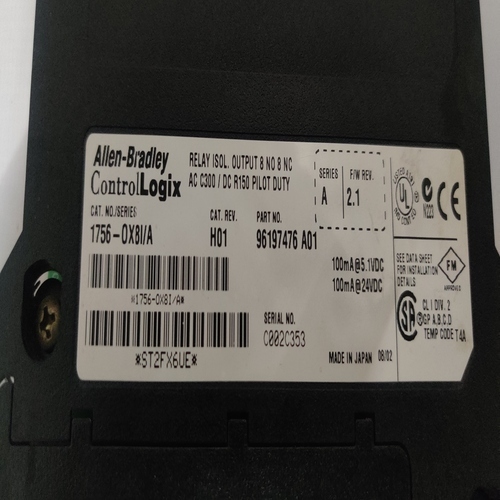 Allen-Bradley
ControlLogix
RELAY ISOL. OUTPUT 8 NO 8 NC
AC C300 / DC R150 PILOT DUTY
SERIES
A
F/W REV.
2.1
CAT. NO./SERIES
1756-OX8I/A
CAT. REV.
H01
PART NO.
96197476 A01
*1756-OX8I/A*
100mA@5.1VDC
100mA@24VDC
*ST2FX6UE*
SERIAL NO.
C002C353
MADE IN JAPAN 08/02
UL
N223
CE
SEE DATA SHEET
FOR INSTALLATION
DETAILS
FM
CL I DIV. 2
GP A,B,C,D
TEMP CODE T4A